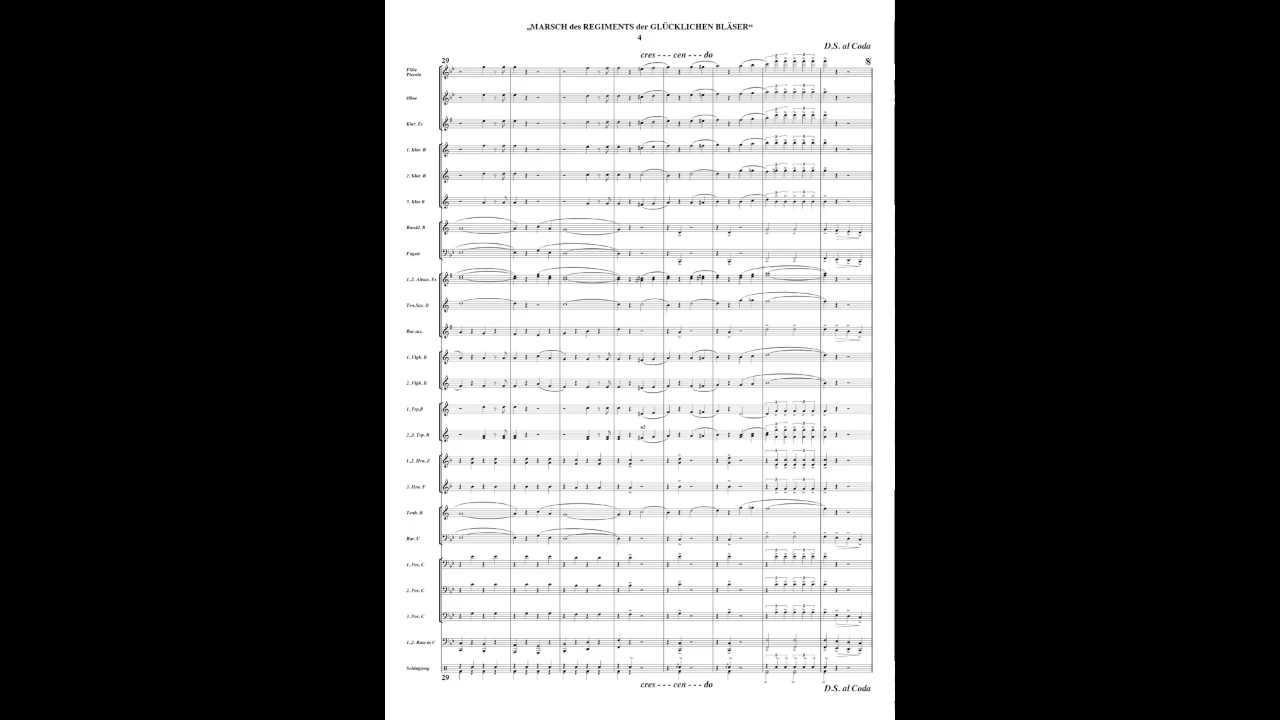 „MARSCH des REGIMENTS der GLÜCKLICHEN BLÄSER“
4
D.S. al Coda
cres - - - cen - - - do
29
Flöte
Piccolo
Oboe
Klar. Es
1. Klar. B
2. Klar. B
3. Klar B
Basskl. B
Fagott
1.,2. Altsax. Es
Ten.Sax. B
Bar.sax.
1. Flgh. B
2. Flgh. B
1. Trp.B
a2
2.,3. Trp. B
1.,2. Hrn. F
3. Hrn. F
Tenh. B
Bar. C
1. Pos. C
2. Pos. C
3. Pos. C
1.,2. Bass in C
Schlagzeug
29
cres - - - cen - - - do
D.S. al Coda